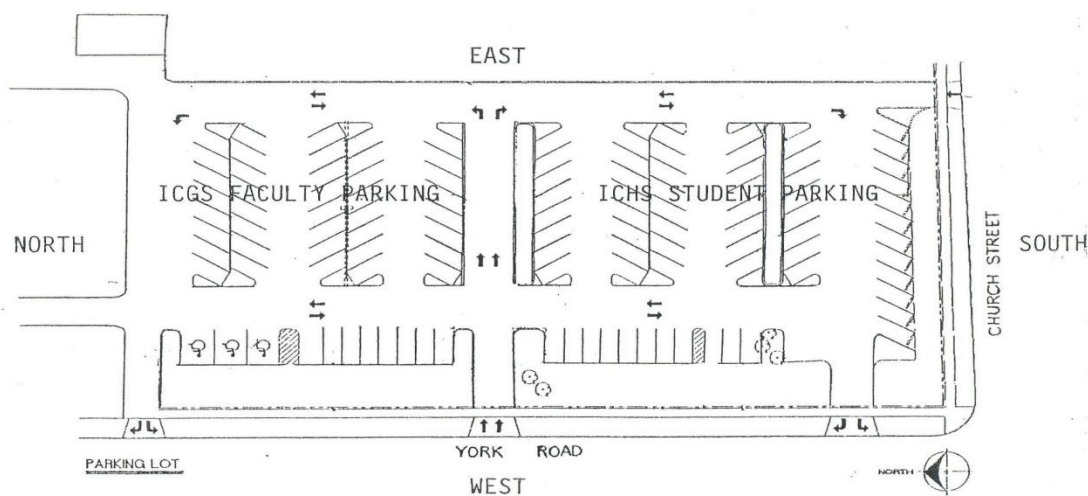 EAST
ICGS FACULTY PARKING
ICHS STUDENT PARKING
NORTH
SOUTH
CHURCH STREET
YORK ROAD
PARKING LOT
NORTH
WEST